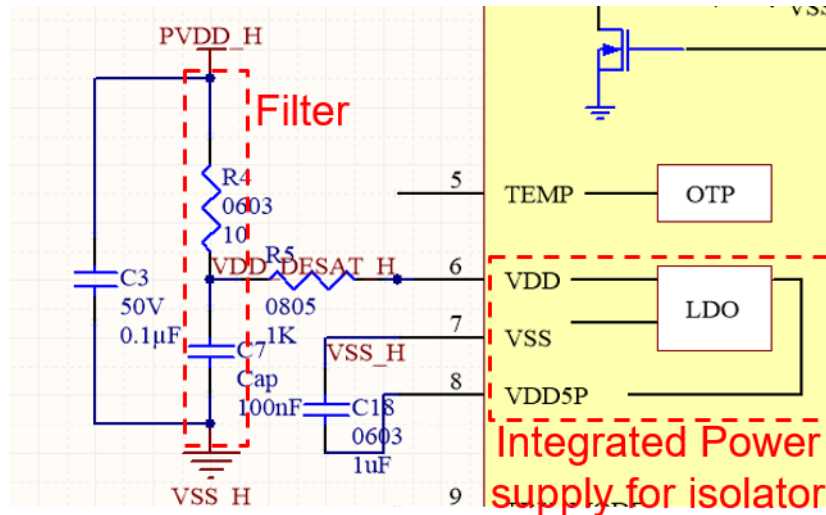 VSS
PVDD_H
Filter
R4
0603
10
5
TEMP
OTP
R5
VDD_DESAT_H
6
VDD
C3
50V
0.1µF
0805
1K
LDO
7
VSS
VSS_H
C7
Cap
100nF
8
VDD5P
C18
0603
1uF
Integrated Power
supply for isolator
VSS_H
9